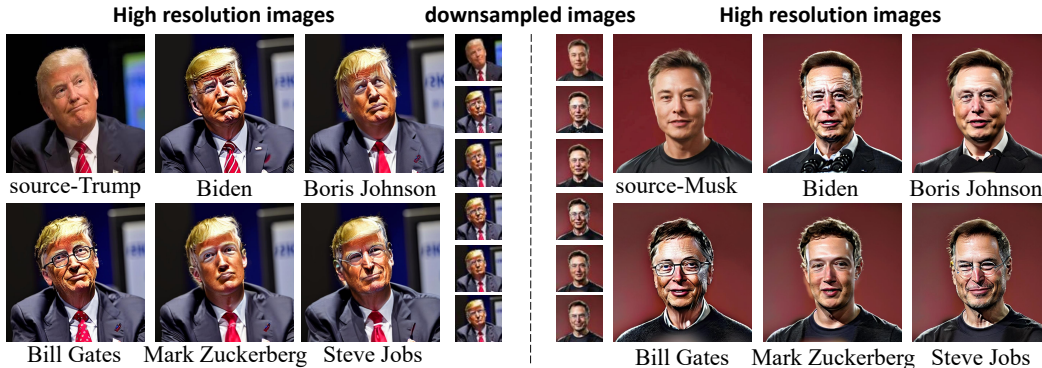 High resolution images downsampled images High resolution images
source-Trump Biden Boris Johnson source-Musk Biden Boris Johnson
Bill Gates Mark Zuckerberg Steve Jobs Bill Gates Mark Zuckerberg Steve Jobs